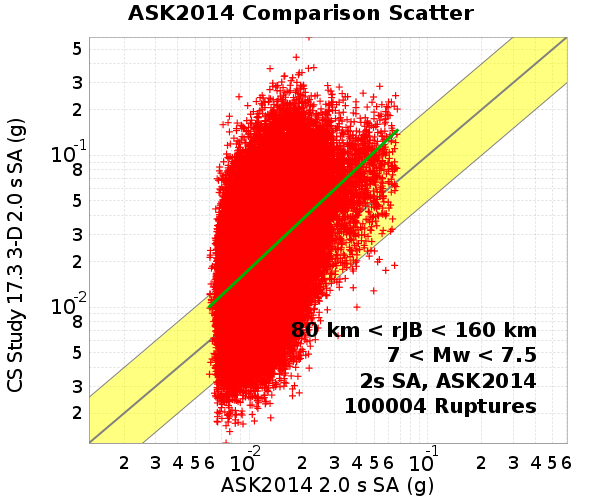 ASK2014 Comparison Scatter
CS Study 17.3 3-D 2.0 s SA (g)
5
3
2
10-1
8
5
3
2
10-2
8
5
3
2
80 km < rJB < 160 km
7 < Mw < 7.5
2s SA, ASK2014
100004 Ruptures
2 3 4 5 6 10-2 2 3 4 5 6 10-1 2 3 4 5 6
ASK2014 2.0 s SA (g)